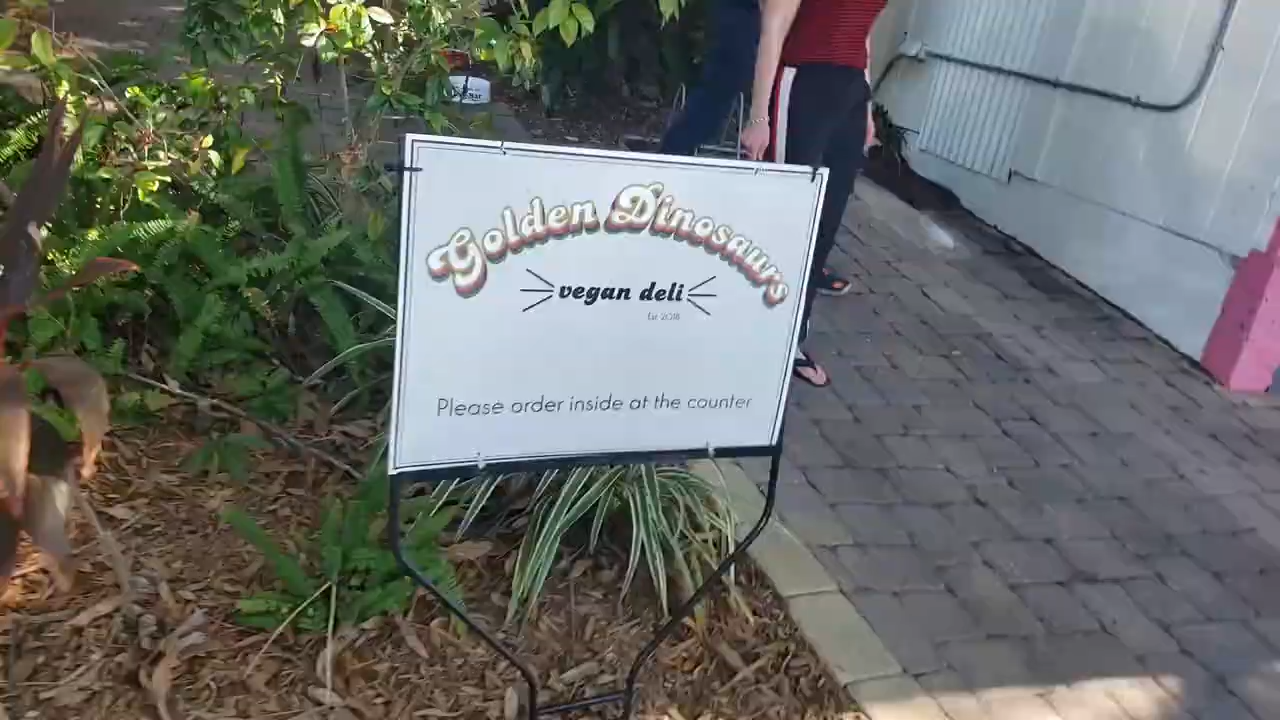 Golden Dinosaurs
vegan deli
Est 2018
Please order inside at the counter